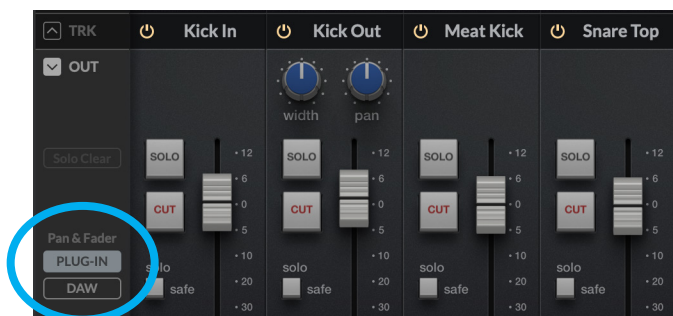 TRK
Kick In
Kick Out
Meat Kick
Snare Top
OUT
width pan
Solo Clear
SOLO
12
6
CUT
0
5
10
solo
safe
20
30
SOLO
12
6
CUT
0
5
10
solo
safe
20
30
SOLO
12
6
CUT
0
5
10
solo
safe
20
30
SOLO
12
6
CUT
0
5
10
solo
safe
20
30
Pan & Fader
PLUG-IN
DAW